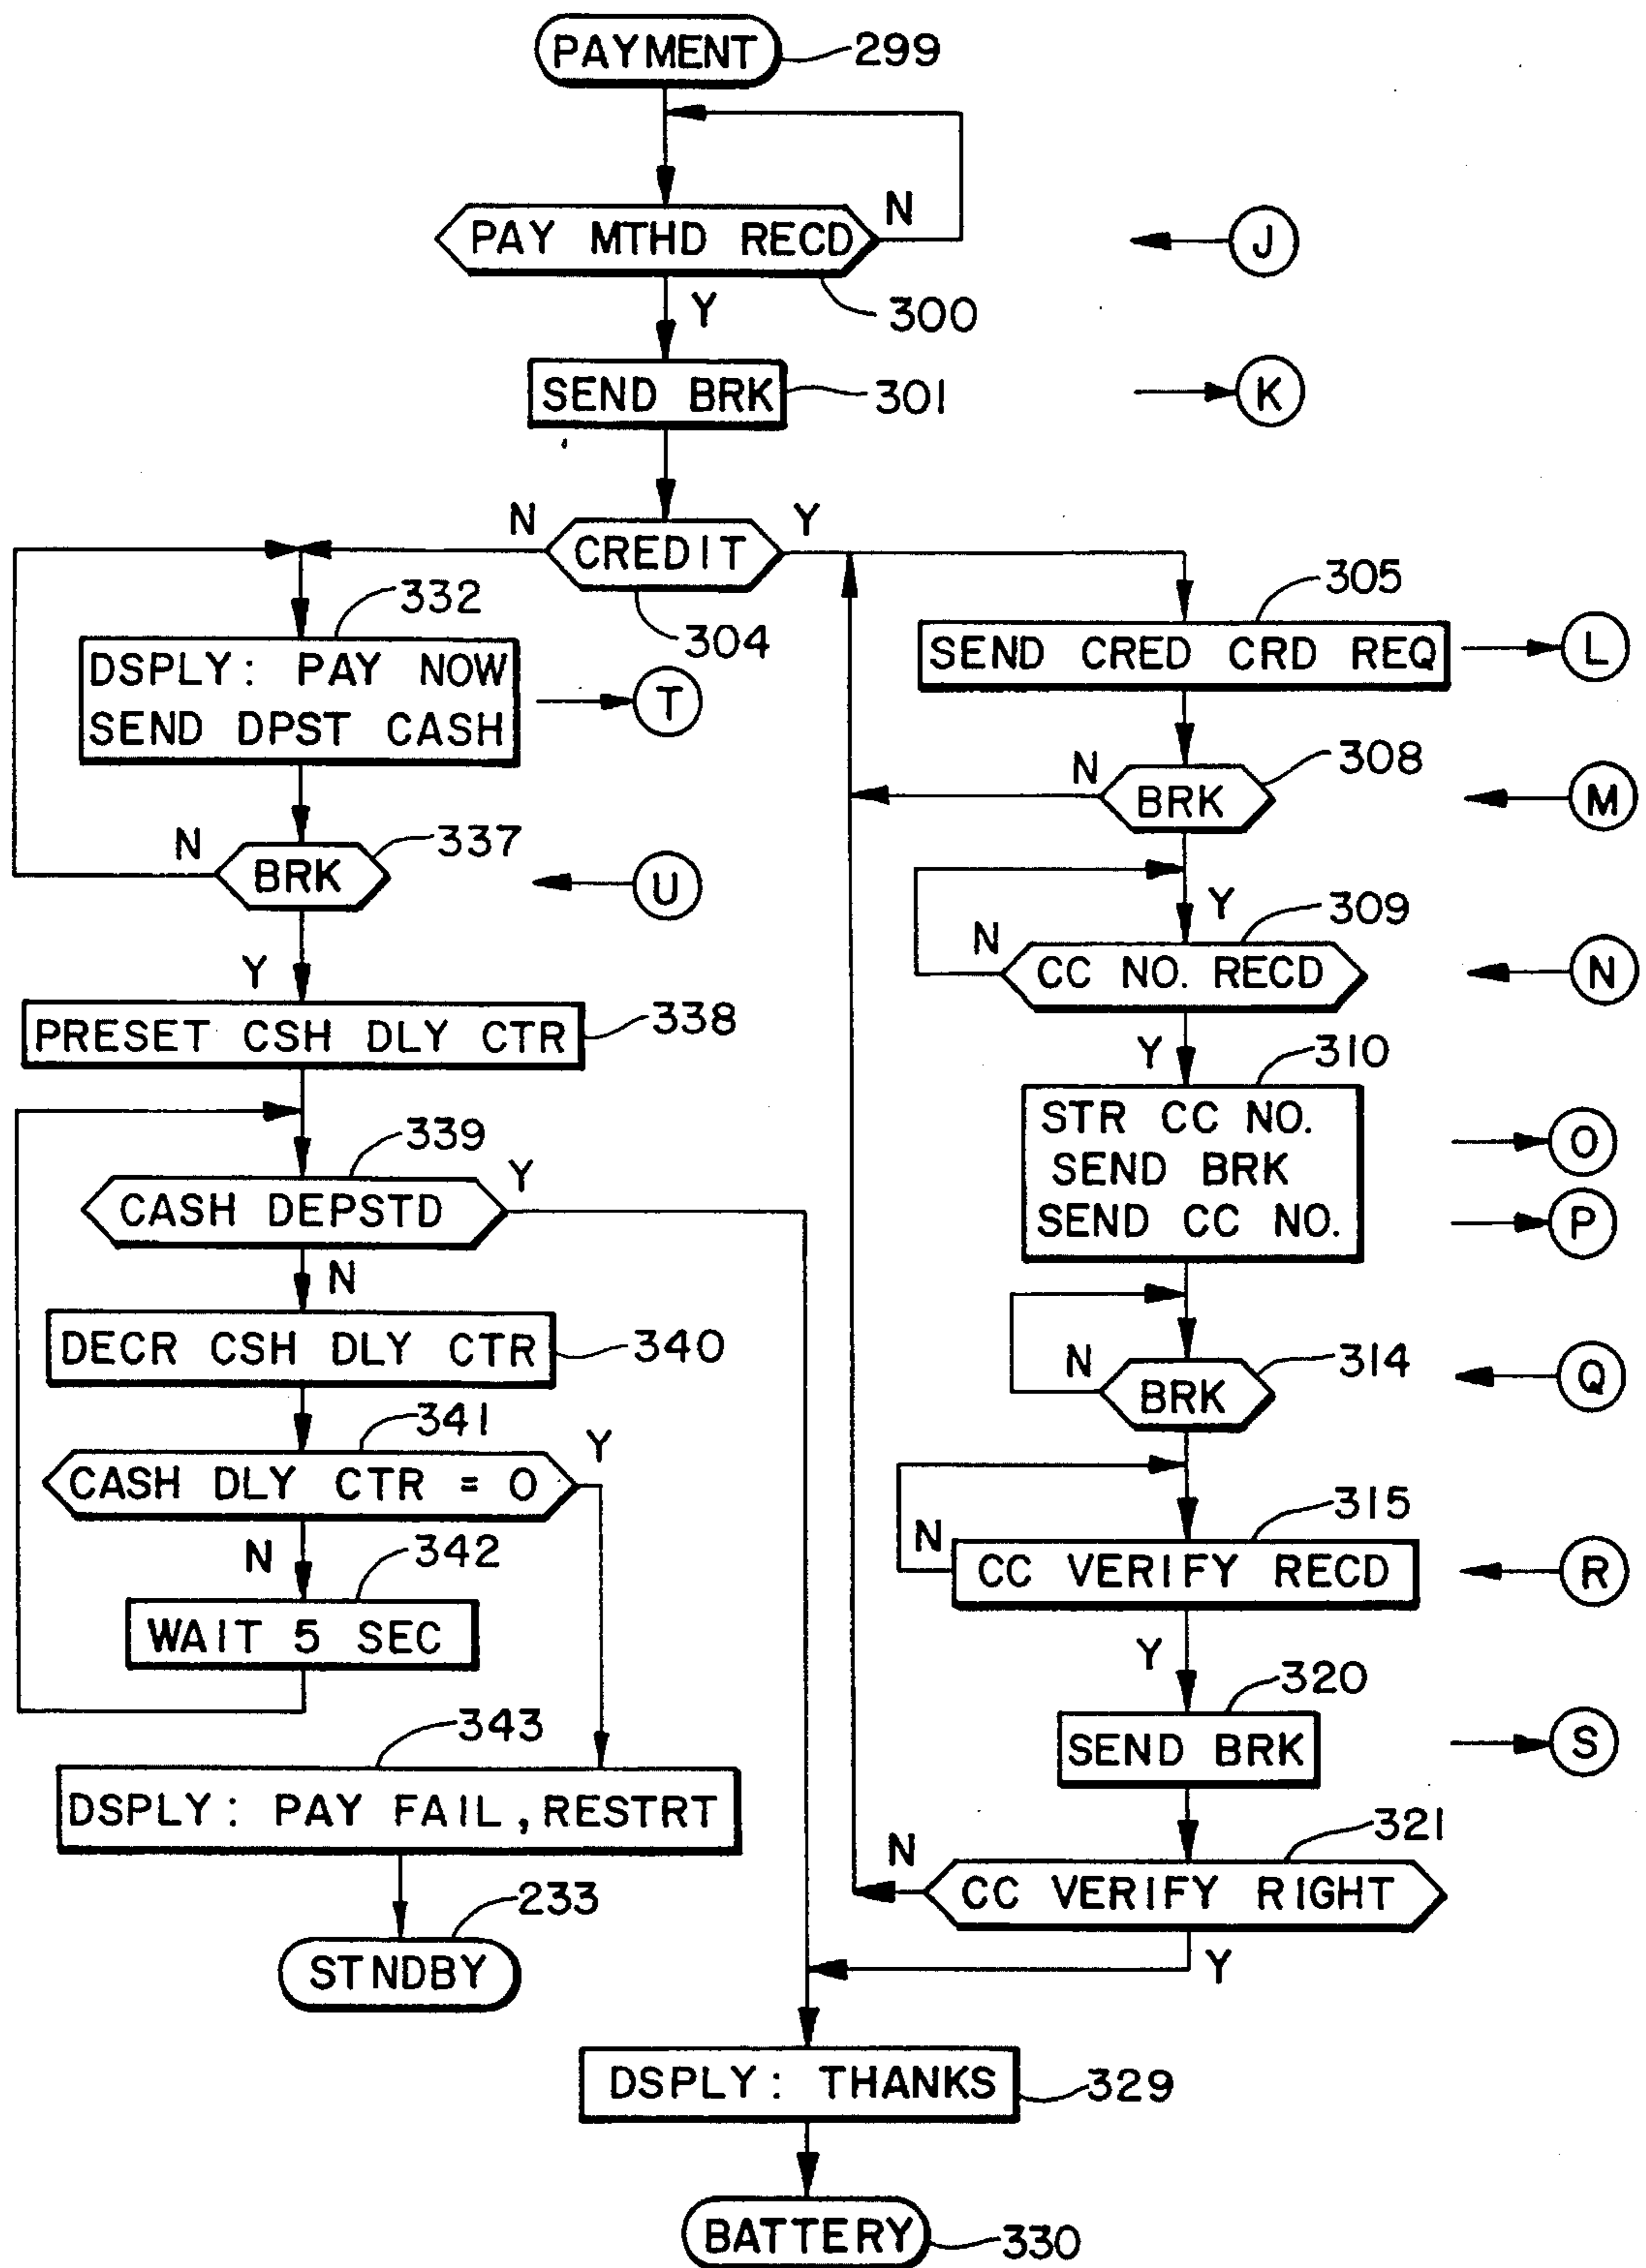 PAYMENT 299
PAY MTHD RECD N J
Y 300
SEND BRK 301 K
N CREDIT Y
304
332
DSPLY: PAY NOW
SEND DPST CASH
T
N BRK 337
U
Y
PRESET CSH DLY CTR 338
339
CASH DEPSTD Y
N
DECR CSH DLY CTR 340
341
CASH DLY CTR = 0 Y
N 342
WAIT 5 SEC
343
DSPLY: PAY FAIL, RESTRT
233
STNDBY
305
SEND CRED CRD REQ L
N BRK 308 M
Y 309
N CC NO. RECD N
Y 310
STR CC NO.
SEND BRK
SEND CC NO.
O
P
N BRK 314 Q
315
N CC VERIFY RECD R
Y 320
SEND BRK S
321
N CC VERIFY RIGHT
Y
DSPLY: THANKS 329
BATTERY 330